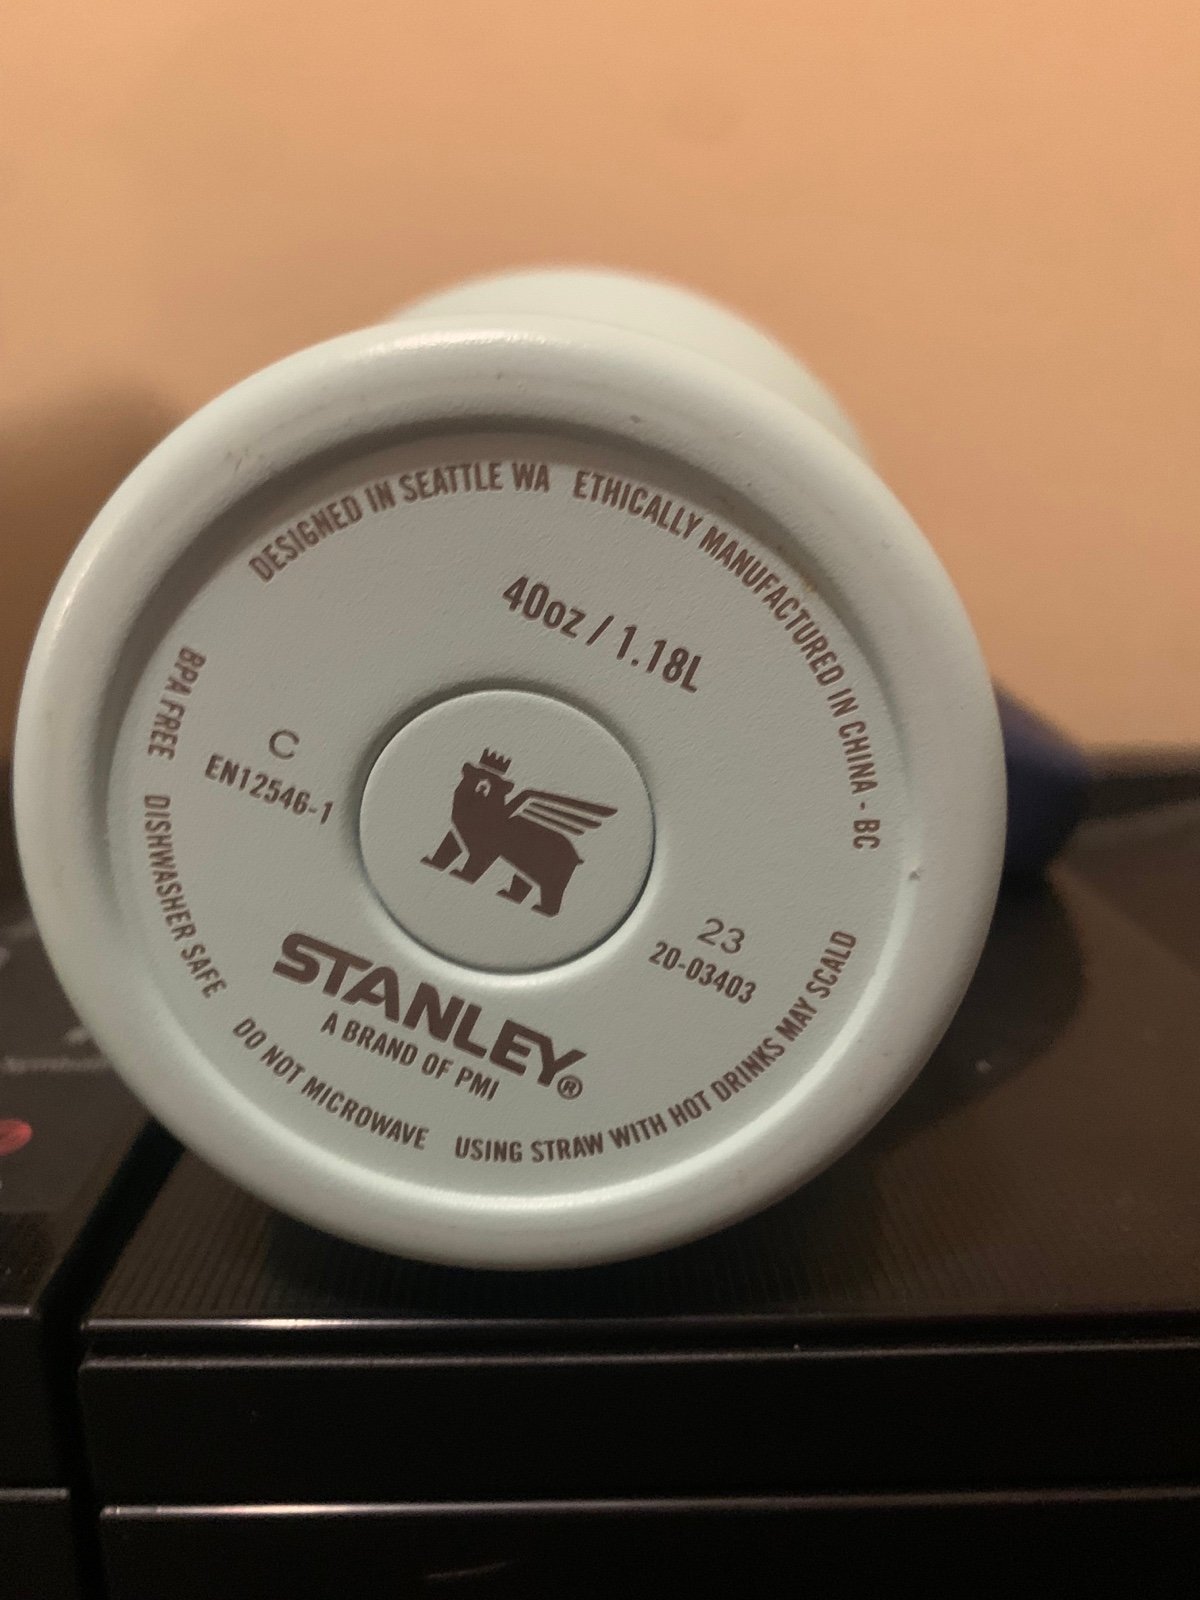 DESIGNED IN SEATTLE WA
ETHICALLY MANUFACTURED IN CHINA - BC
40oz / 1.18L
BPA FREE
C
EN12546-1
23
20-03403
STANLEY®
A BRAND OF PMI
DISHWASHER SAFE
DO NOT MICROWAVE
USING STRAW WITH HOT DRINKS MAY SCALD